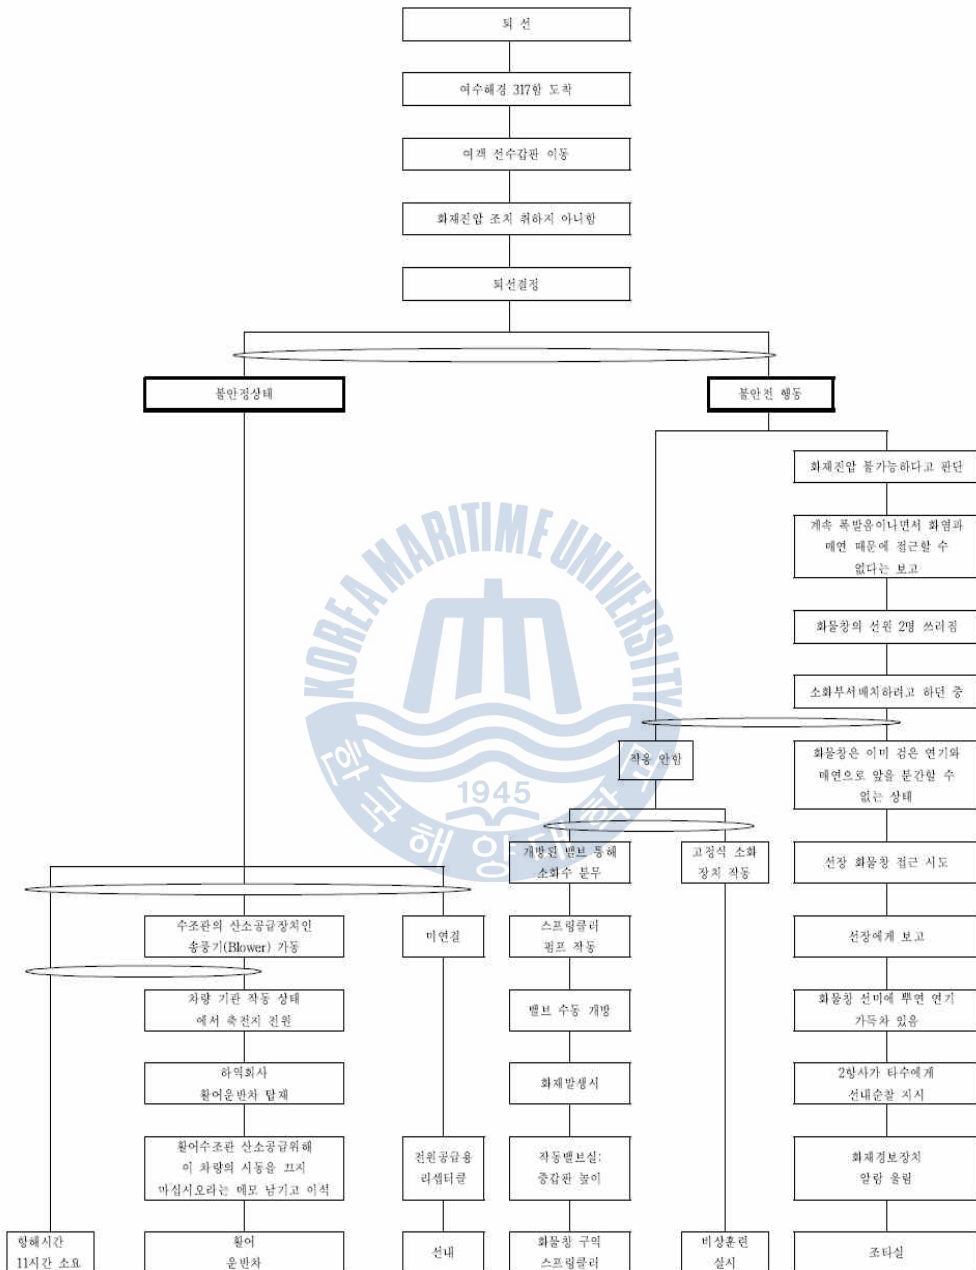 퇴 선
여수해경 317함 도착
여객 선수갑판 이동
화재진압 조치 취하지 아니함
퇴선결정
불안정상태
불안전 행동
화재진압 불가능하다고 판단
계속 폭발음이나면서 화염과
매연 때문에 접근할 수
없다는 보고
화물창의 선원 2명 쓰러짐
소화부서배치하려고 하던 중
작용 안함
화물창은 이미 검은 연기와
매연으로 앞을 분간할 수
없는 상태
개방된 밸브 통해
소화수 분무
고정식 소화
장치 작동
선장 화물창 접근 시도
수조관의 산소공급장치인
송풍기(Blower) 가동
미연결
스프링클러
펌프 작동
선장에게 보고
차량 기관 작동 상태
에서 축전지 전원
밸브 수동 개방
화물창 선미에 뿌연 연기
가득차 있음
하역회사
활어운반차 탑재
화재발생시
2항사가 타수에게
선내순찰 지시
활어수조관 산소공급위해
이 차량의 시동을 끄지
마십시오라는 메모 남기고 이석
전원공급용
리셉터클
작동밸브실:
중갑판 높이
화재경보장치
알람 울림
항해시간
11시간 소요
활어
운반차
선내
화물창 구역
스프링클러
비상훈련
실시
조타실
KOREA MARITIME UNIVERSITY
1945
한국해양대학교